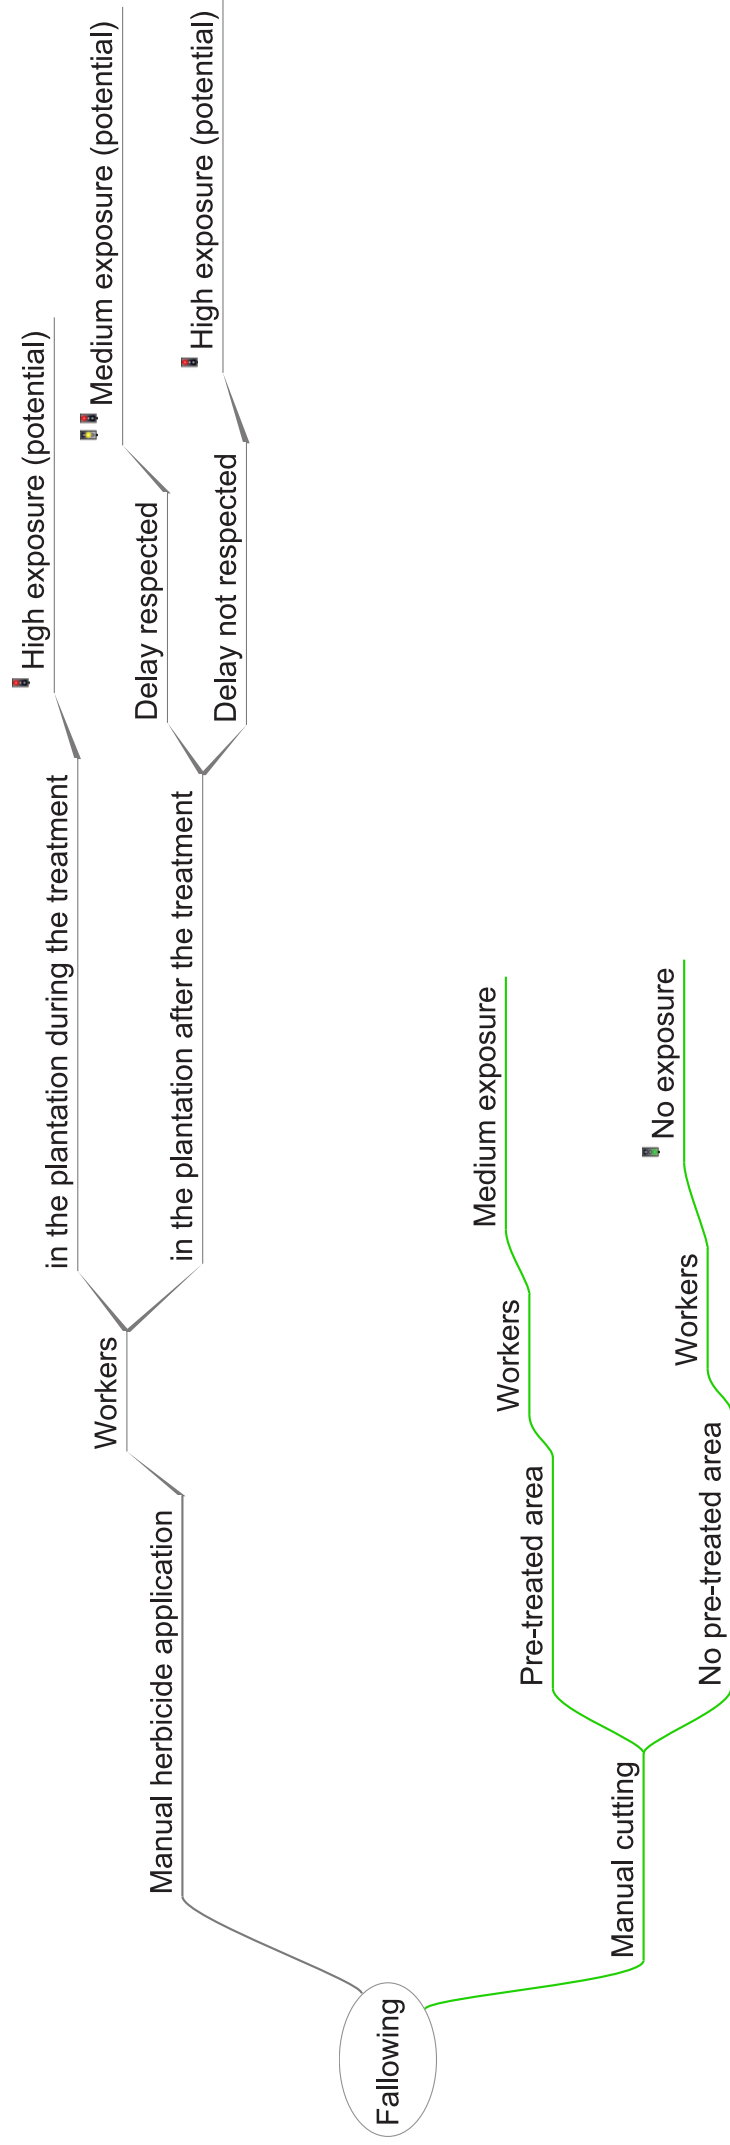 Fallowing
Manual herbicide application
Workers
in the plantation during the treatment
High exposure (potential)
in the plantation after the treatment
Delay respected
Medium exposure (potential)
Delay not respected
High exposure (potential)
Manual cutting
Pre-treated area
Workers
Medium exposure
No pre-treated area
Workers
No exposure